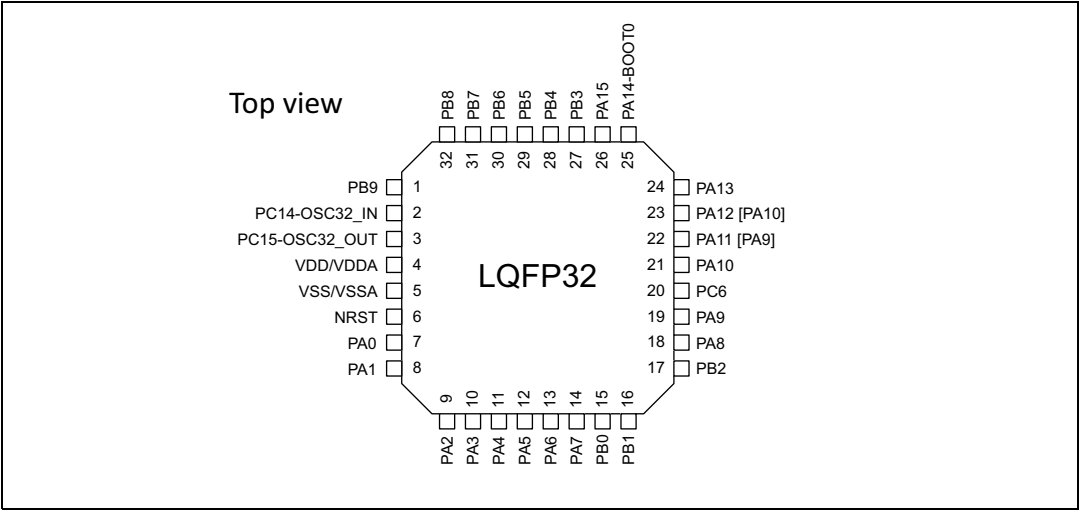 Top view
PB8
PB7
PB6
PB5
PB4
PB3
PA15
PA14-BOOT0
32
31
30
29
28
27
26
25
PB9 1
PC14-OSC32_IN 2
PC15-OSC32_OUT 3
VDD/VDDA 4
VSS/VSSA 5
NRST 6
PA0 7
PA1 8
LQFP32
24 PA13
23 PA12 [PA10]
22 PA11 [PA9]
21 PA10
20 PC6
19 PA9
18 PA8
17 PB2
9
10
11
12
13
14
15
16
PA2
PA3
PA4
PA5
PA6
PA7
PB0
PB1